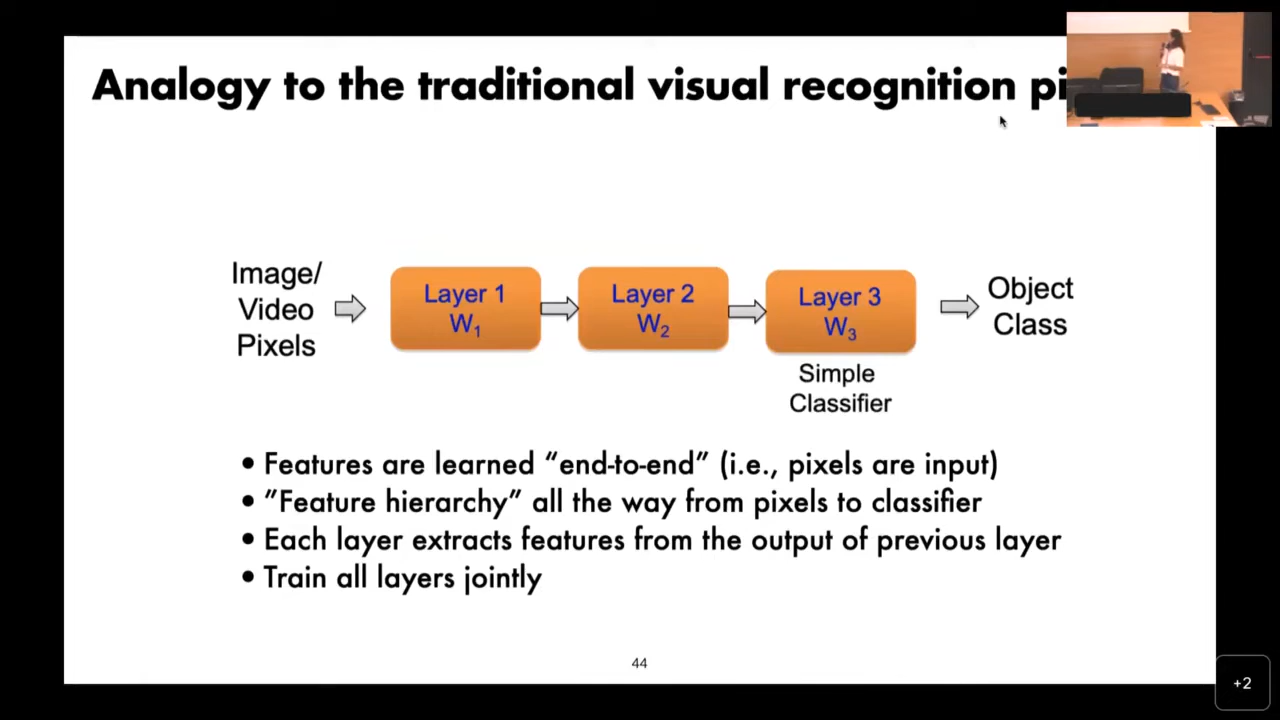 Analogy to the traditional visual recognition
Image/
Video
Pixels
Layer 1
W₁
Layer 2
W₂
Layer 3
W₃
Simple
Classifier
Object
Class
• Features are learned “end-to-end” (i.e., pixels are input)
• ”Feature hierarchy” all the way from pixels to classifier
• Each layer extracts features from the output of previous layer
• Train all layers jointly
44
+2